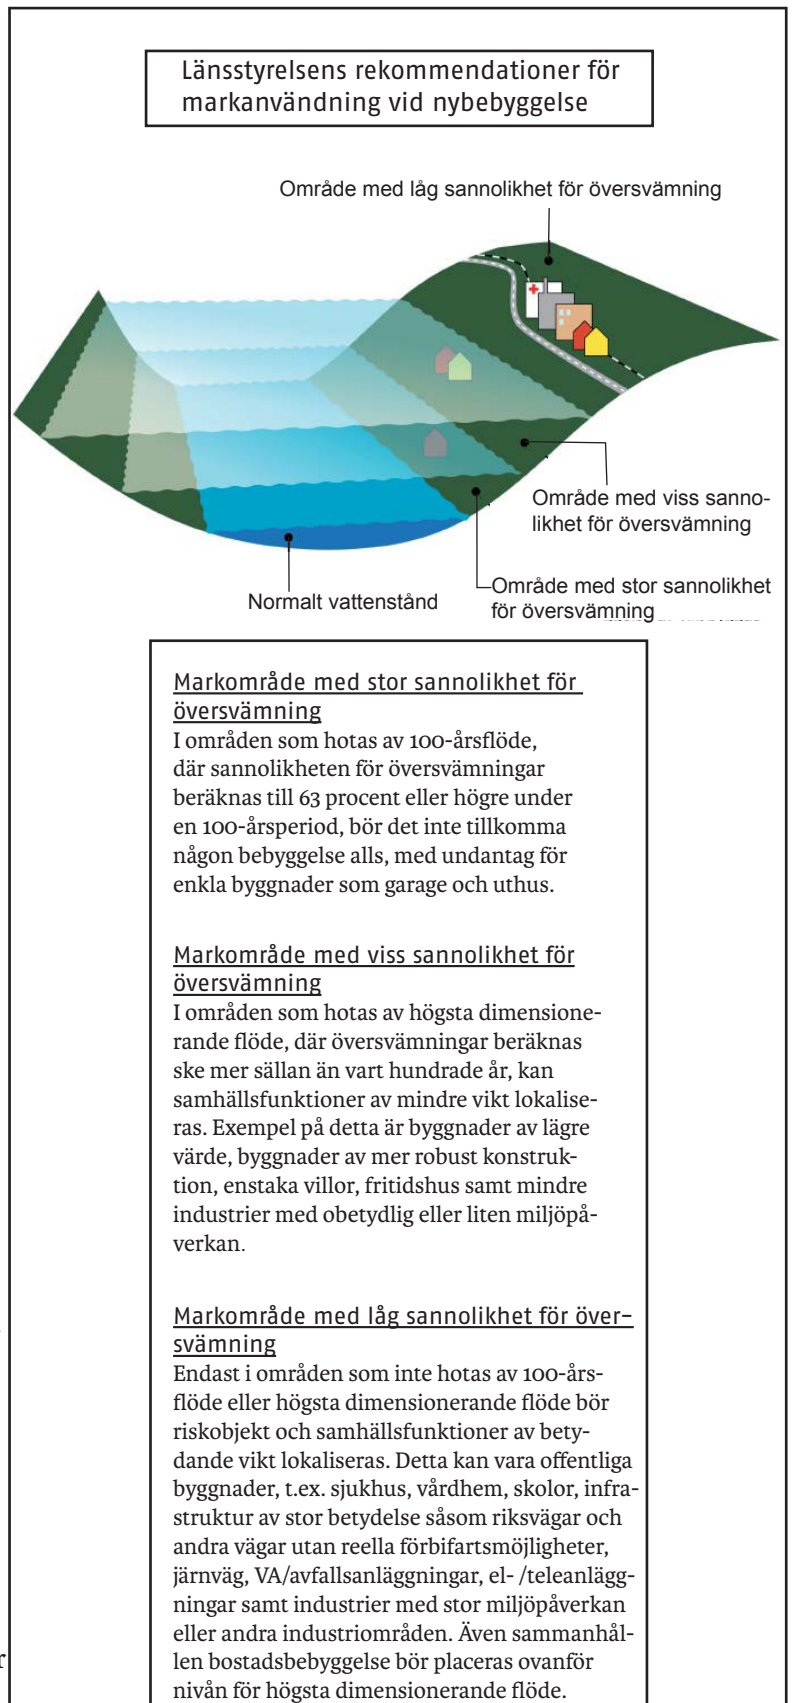 Länsstyrelsens rekommendationer för
markanvändning vid nybebyggelse
Område med låg sannolikhet för översvämning
Område med viss sanno-
likhet för översvämning
Område med stor sannolikhet
för översvämning
Normalt vattenstånd
Markområde med stor sannolikhet för
översvämning
I områden som hotas av 100-årsflöde,
där sannolikheten för översvämningar
beräknas till 63 procent eller högre under
en 100-årsperiod, bör det inte tillkomma
någon bebyggelse alls, med undantag för
enkla byggnader som garage och uthus.
Markområde med viss sannolikhet för
översvämning
I områden som hotas av högsta dimensione-
rande flöde, där översvämningar beräknas
ske mer sällan än vart hundrade år, kan
samhällsfunktioner av mindre vikt lokalise-
ras. Exempel på detta är byggnader av lägre
värde, byggnader av mer robust konstruk-
tion, enstaka villor, fritidshus samt mindre
industrier med obetydlig eller liten miljöpå-
verkan.
Markområde med låg sannolikhet för över-
svämning
Endast i områden som inte hotas av 100-års-
flöde eller högsta dimensionerande flöde bör
riskobjekt och samhällsfunktioner av bety-
dande vikt lokaliseras. Detta kan vara offentliga
byggnader, t.ex. sjukhus, vårdhem, skolor, infra-
struktur av stor betydelse såsom riksvägar och
andra vägar utan reella förbifartsmöjligheter,
järnväg, VA/avfallsanläggningar, el- /teleanlägg-
ningar samt industrier med stor miljöpåverkan
eller andra industriområden. Även sammanhål-
len bostadsbebyggelse bör placeras ovanför
nivån för högsta dimensionerande flöde.